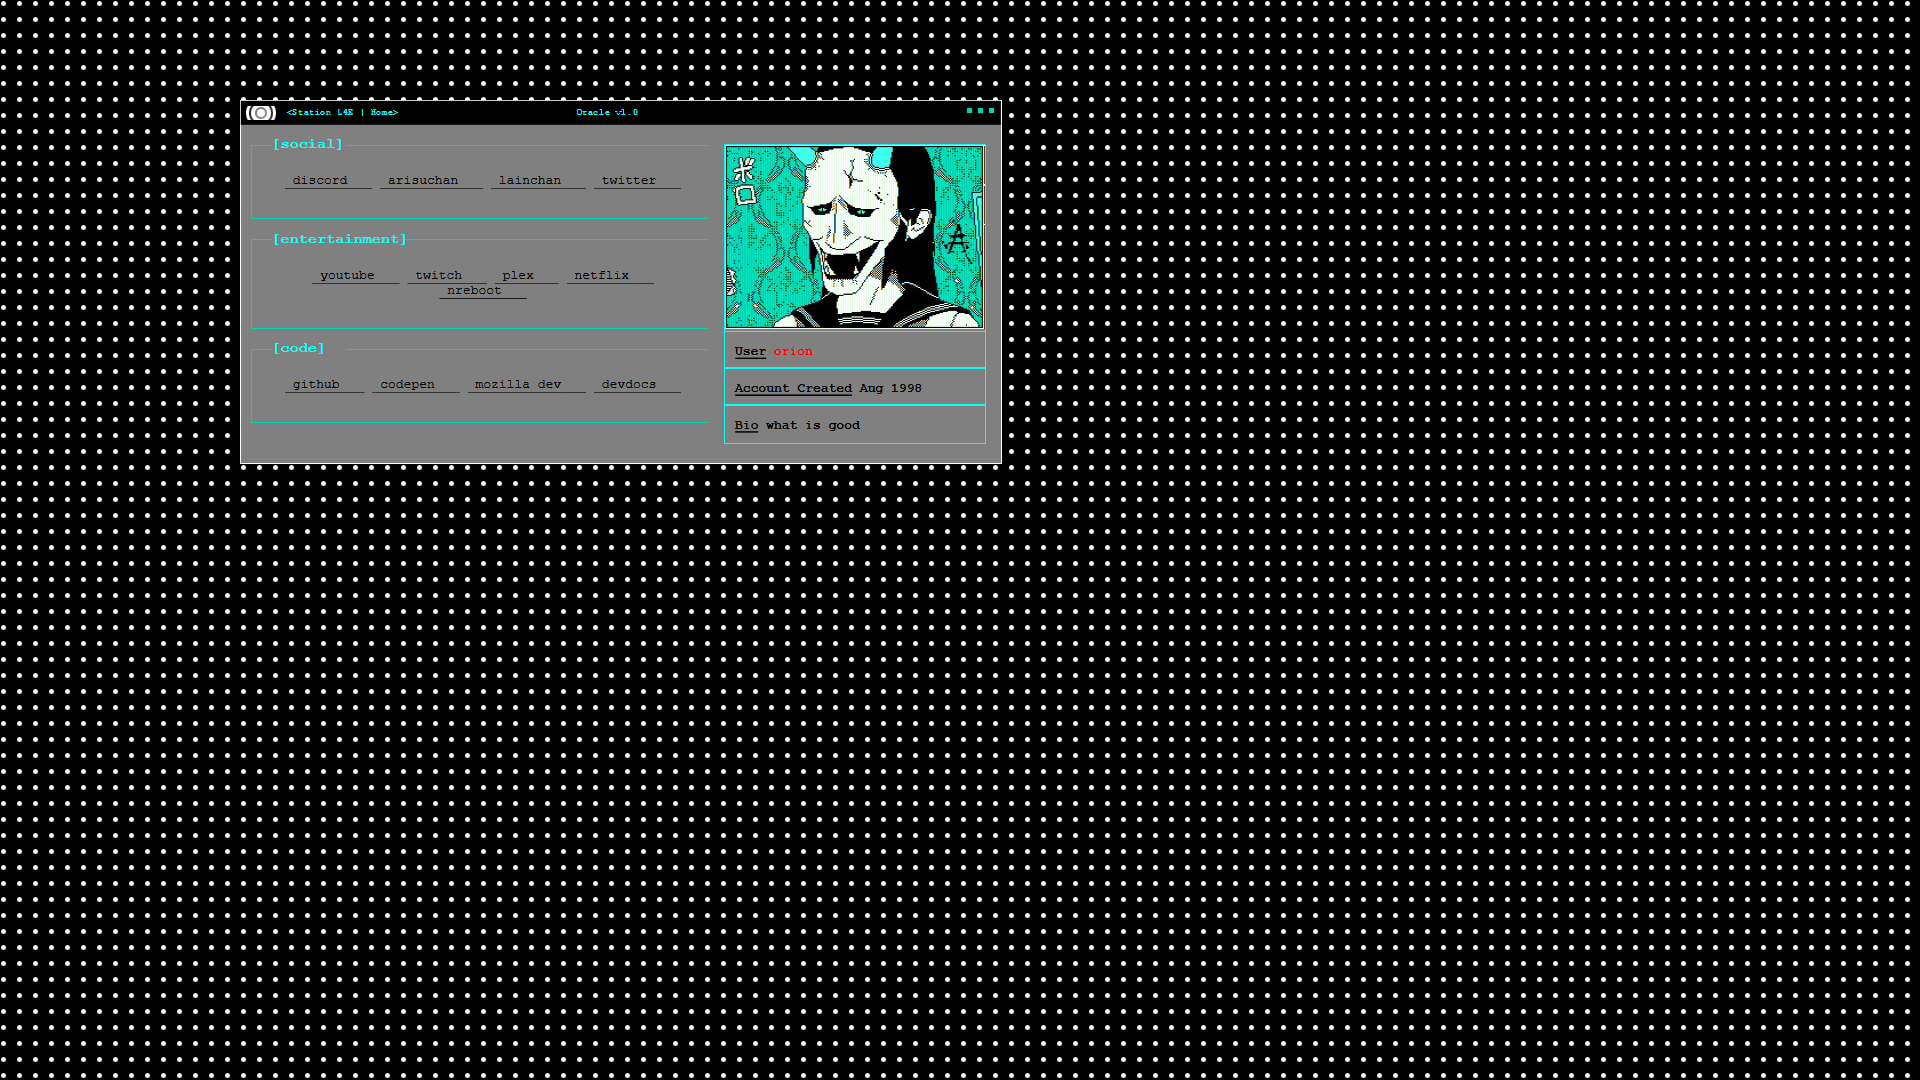 <Station L4E | Home>
Oracle v1.0
[social]
discord arisuchan lainchan twitter
[entertainment]
youtube twitch plex netflix
nreboot
[code]
github codepen mozilla dev devdocs
ボロ
User orion
Account Created Aug 1998
Bio what is good